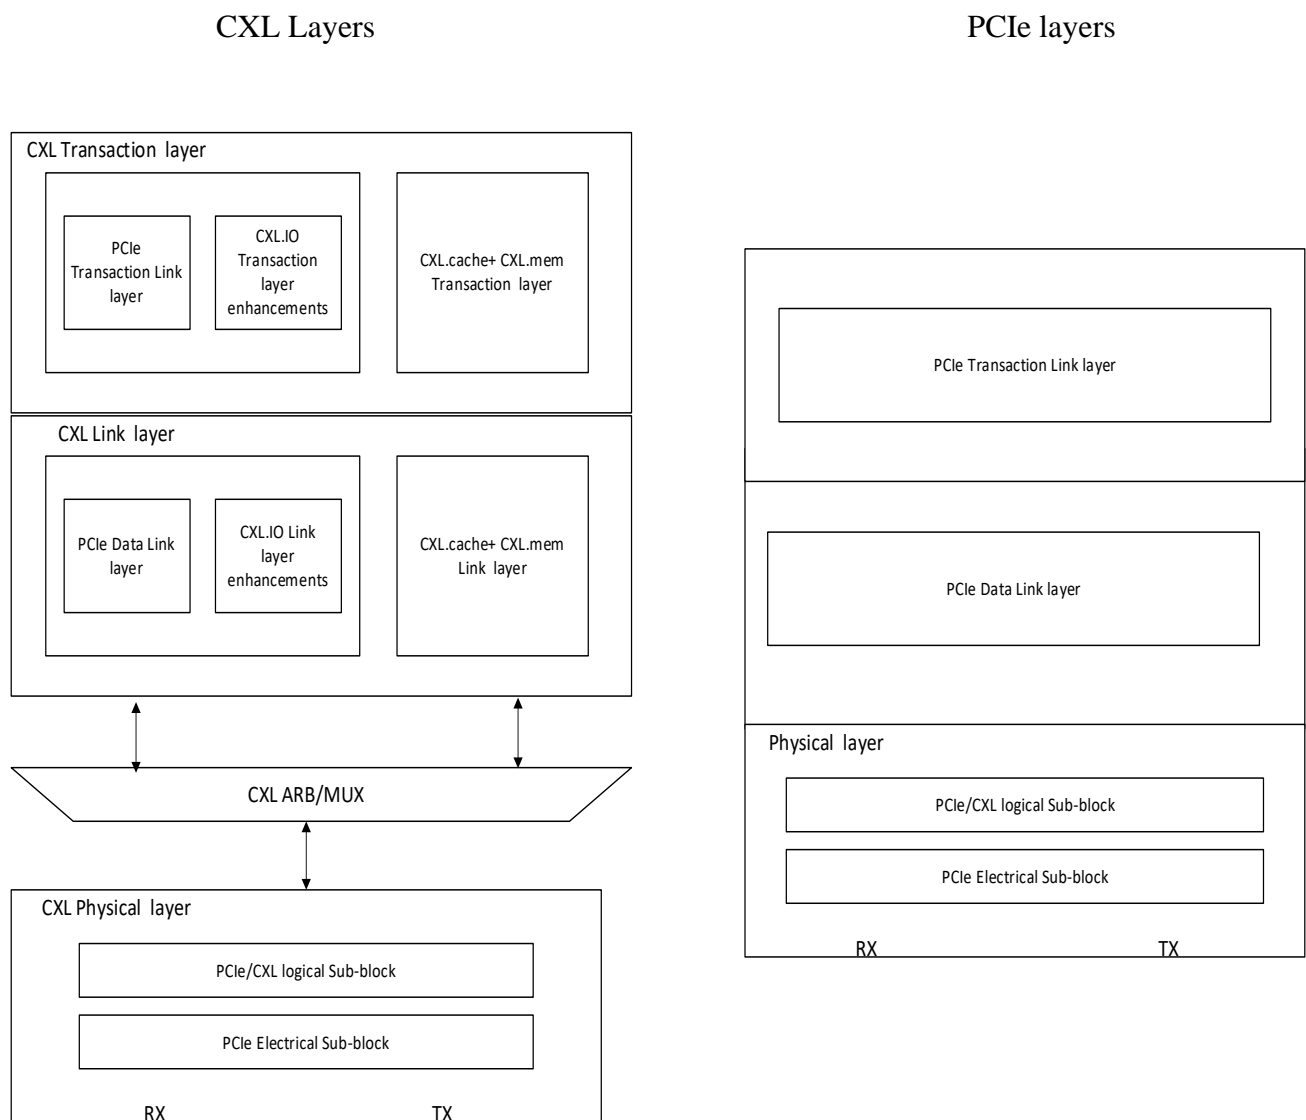 CXL Layers
CXL Transaction layer
PCIe
Transaction Link
layer
CXL.IO
Transaction
layer
enhancements
CXL.cache+ CXL.mem
Transaction layer
CXL Link layer
PCIe Data Link
layer
CXL.IO Link
layer
enhancements
CXL.cache+ CXL.mem
Link layer
CXL ARB/MUX
CXL Physical layer
PCIe/CXL logical Sub-block
PCIe Electrical Sub-block
RX
TX
PCIe layers
PCIe Transaction Link layer
PCIe Data Link layer
Physical layer
PCIe/CXL logical Sub-block
PCIe Electrical Sub-block
RX
TX